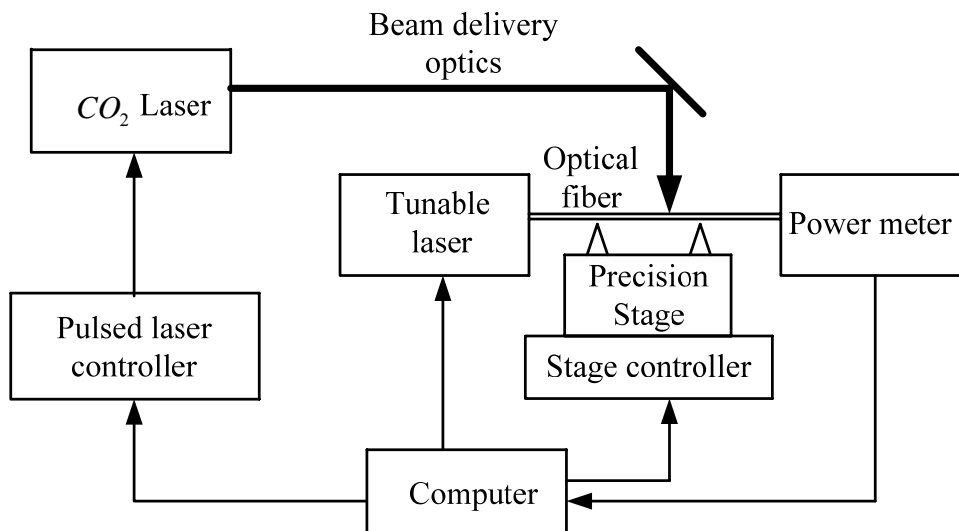 Beam delivery
optics
CO₂ Laser
Optical
fiber
Tunable
laser
Power meter
Precision
Stage
Pulsed laser
controller
Stage controller
Computer